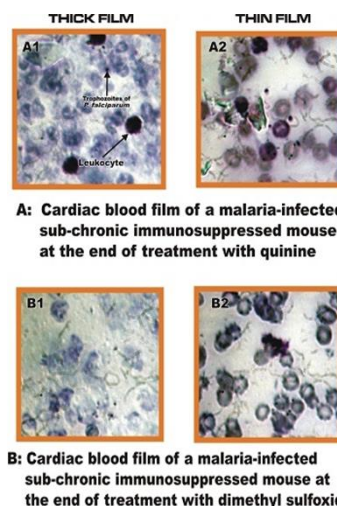 THICK FILM THIN FILM
A1 A2
Trophozoites of
P. falciparum
Leukocyte
A: Cardiac blood film of a malaria-infected
sub-chronic immunosuppressed mouse
at the end of treatment with quinine
B1 B2
B: Cardiac blood film of a malaria-infected
sub-chronic immunosuppressed mouse at
the end of treatment with dimethyl sulfoxid